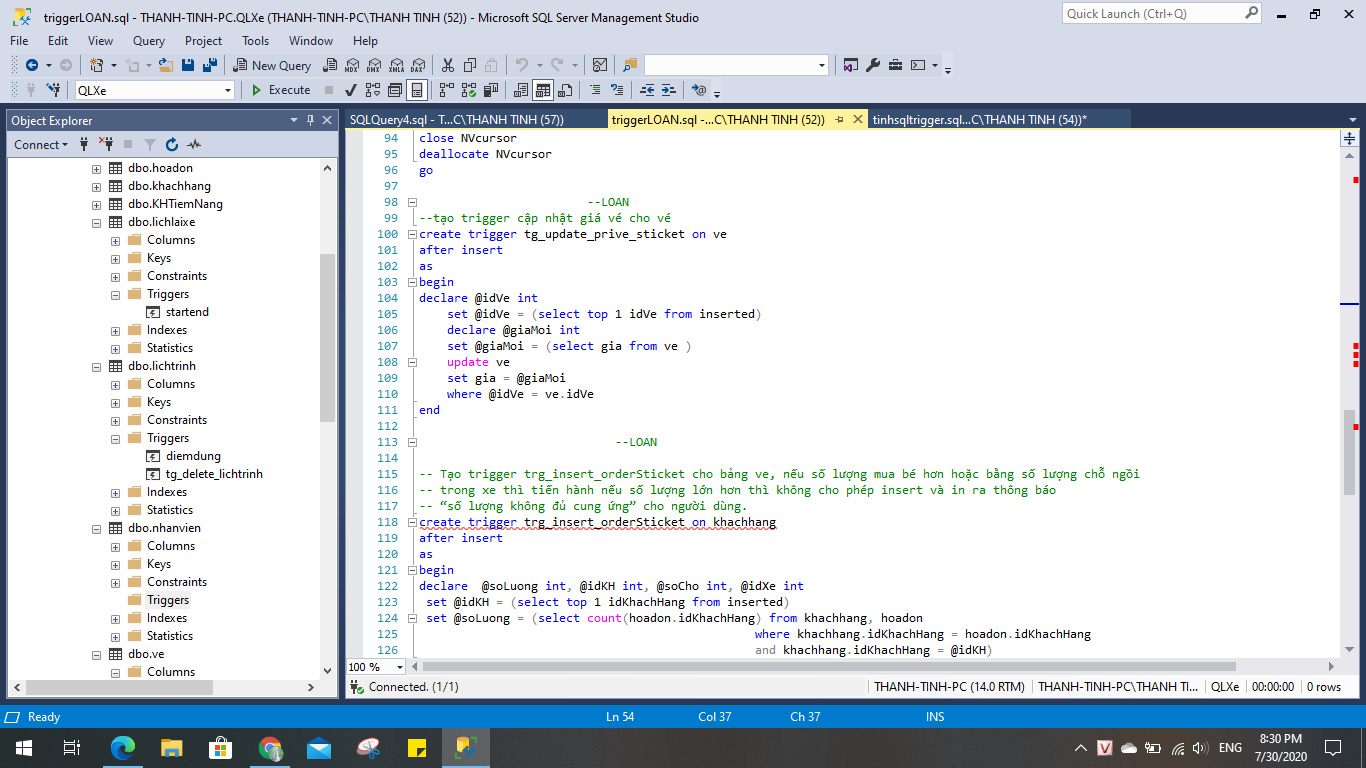 triggerLOAN.sql - THANH-TINH-PC.QLXe (THANH-TINH-PC\THANH TINH (52)) - Microsoft SQL Server Management Studio
Quick Launch (Ctrl+Q)
File Edit View Query Project Tools Window Help
New Query MDX DMX XMLA DAX
QLXe Execute
Object Explorer
Connect
dbo.hoadon
dbo.khachhang
dbo.KHTiemNang
dbo.lichlaixe
Columns
Keys
Constraints
Triggers
startend
Indexes
Statistics
dbo.lichtrinh
Columns
Keys
Constraints
Triggers
diemdung
tg_delete_lichtrinh
Indexes
Statistics
dbo.nhanvien
Columns
Keys
Constraints
Triggers
Indexes
Statistics
dbo.ve
Columns
SQLQuery4.sql - T...C\THANH TINH (57)) triggerLOAN.sql -...C\THANH TINH (52)) tinhsqltrigger.sql...C\THANH TINH (54))*
94 close NVcursor
95 deallocate NVcursor
96 go
97
98 --LOAN
99 --tạo trigger cập nhật giá vé cho vé
100 create trigger tg_update_prive_sticket on ve
101 after insert
102 as
103 begin
104 declare @idVe int
105 set @idVe = (select top 1 idVe from inserted)
106 declare @giaMoi int
107 set @giaMoi = (select gia from ve )
108 update ve
109 set gia = @giaMoi
110 where @idVe = ve.idVe
111 end
112
113 --LOAN
114
115 -- Tạo trigger trg_insert_orderSticket cho bảng ve, nếu số lượng mua bé hơn hoặc bằng số lượng chỗ ngồi
116 -- trong xe thì tiến hành nếu số lượng lớn hơn thì không cho phép insert và in ra thông báo
117 -- “số lượng không đủ cung ứng” cho người dùng.
118 create trigger trg_insert_orderSticket on khachhang
119 after insert
120 as
121 begin
122 declare @soLuong int, @idKH int, @soCho int, @idXe int
123 set @idKH = (select top 1 idKhachHang from inserted)
124 set @soLuong = (select count(hoadon.idKhachHang) from khachhang, hoadon
125 where khachhang.idKhachHang = hoadon.idKhachHang
126 and khachhang.idKhachHang = @idKH)
100 %
Connected. (1/1) THANH-TINH-PC (14.0 RTM) THANH-TINH-PC\THANH TI... QLXe 00:00:00 0 rows
Ready Ln 54 Col 37 Ch 37 INS
V ENG 8:30 PM
7/30/2020